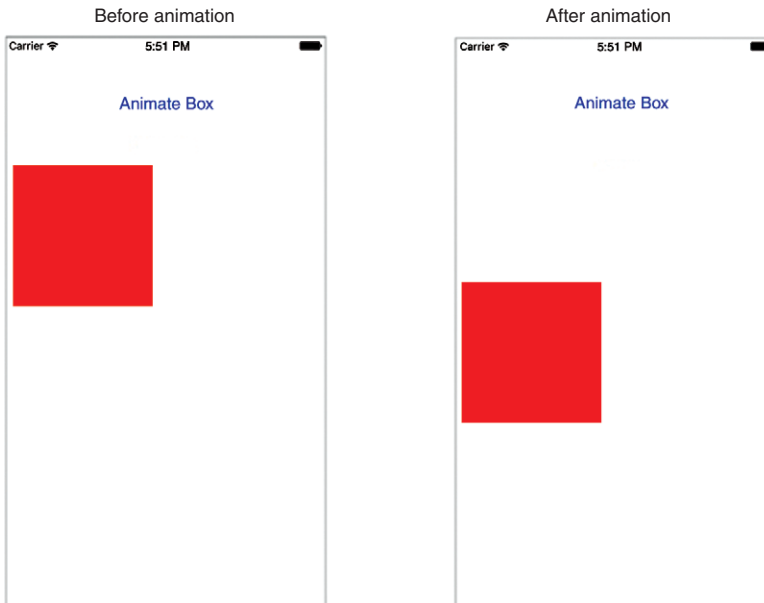 Before animation
Carrier 5:51 PM
Animate Box
After animation
Carrier 5:51 PM
Animate Box